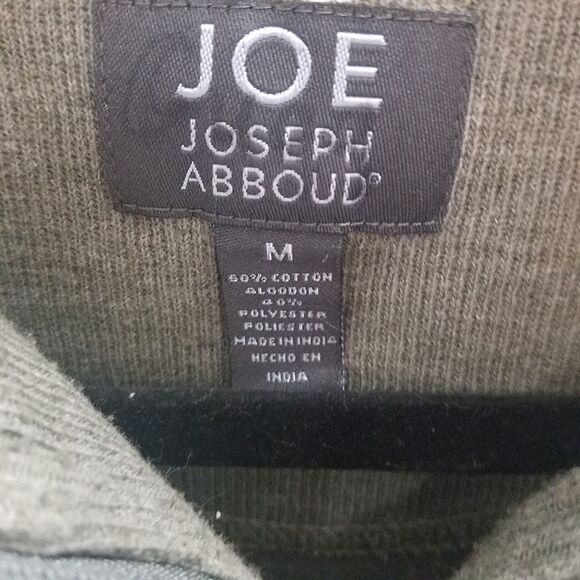 JOE
JOSEPH
ABBOUD®
M
60% COTTON
ALGODON
40%
POLYESTER
POLIESTER
MADE IN INDIA
HECHO EN
INDIA